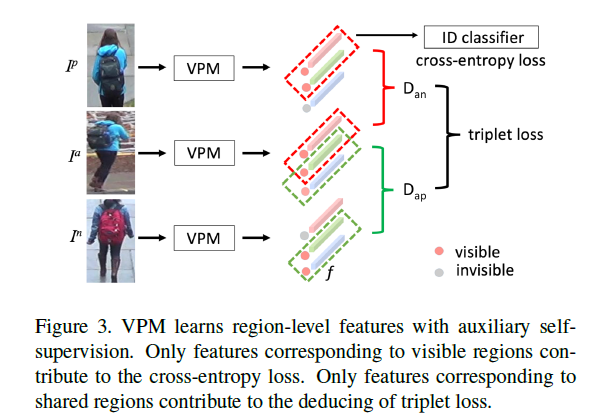 I^p
VPM
ID classifier
cross-entropy loss
D_an
I^a
VPM
triplet loss
D_ap
I^n
VPM
f
visible
invisible
Figure 3. VPM learns region-level features with auxiliary self-
supervision. Only features corresponding to visible regions con-
tribute to the cross-entropy loss. Only features corresponding to
shared regions contribute to the deducing of triplet loss.